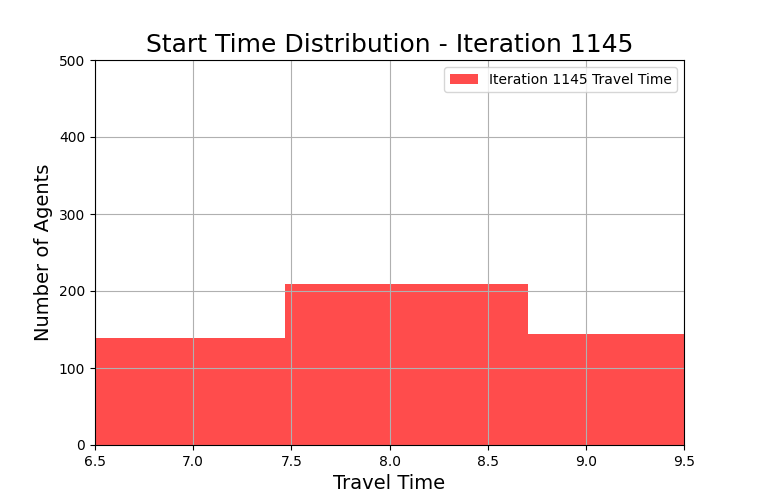 Start Time Distribution - Iteration 1145
Iteration 1145 Travel Time
Number of Agents
500
400
300
200
100
0
6.5 7.0 7.5 8.0 8.5 9.0 9.5
Travel Time